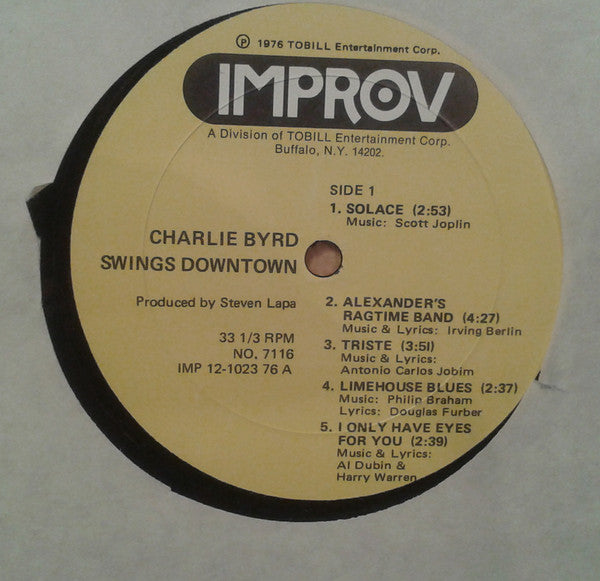 ℗ 1976 TOBILL Entertainment Corp.
IMPROV
A Division of TOBILL Entertainment Corp.
Buffalo, N.Y. 14202.
CHARLIE BYRD
SWINGS DOWNTOWN
Produced by Steven Lapa
33 1/3 RPM
NO. 7116
IMP 12-1023 76 A
SIDE 1
1. SOLACE (2:53)
Music: Scott Joplin
2. ALEXANDER'S
RAGTIME BAND (4:27)
Music & Lyrics: Irving Berlin
3. TRISTE (3:5l)
Music & Lyrics:
Antonio Carlos Jobim
4. LIMEHOUSE BLUES (2:37)
Music: Philip Braham
Lyrics: Douglas Furber
5. I ONLY HAVE EYES
FOR YOU (2:39)
Music & Lyrics:
Al Dubin &
Harry Warren